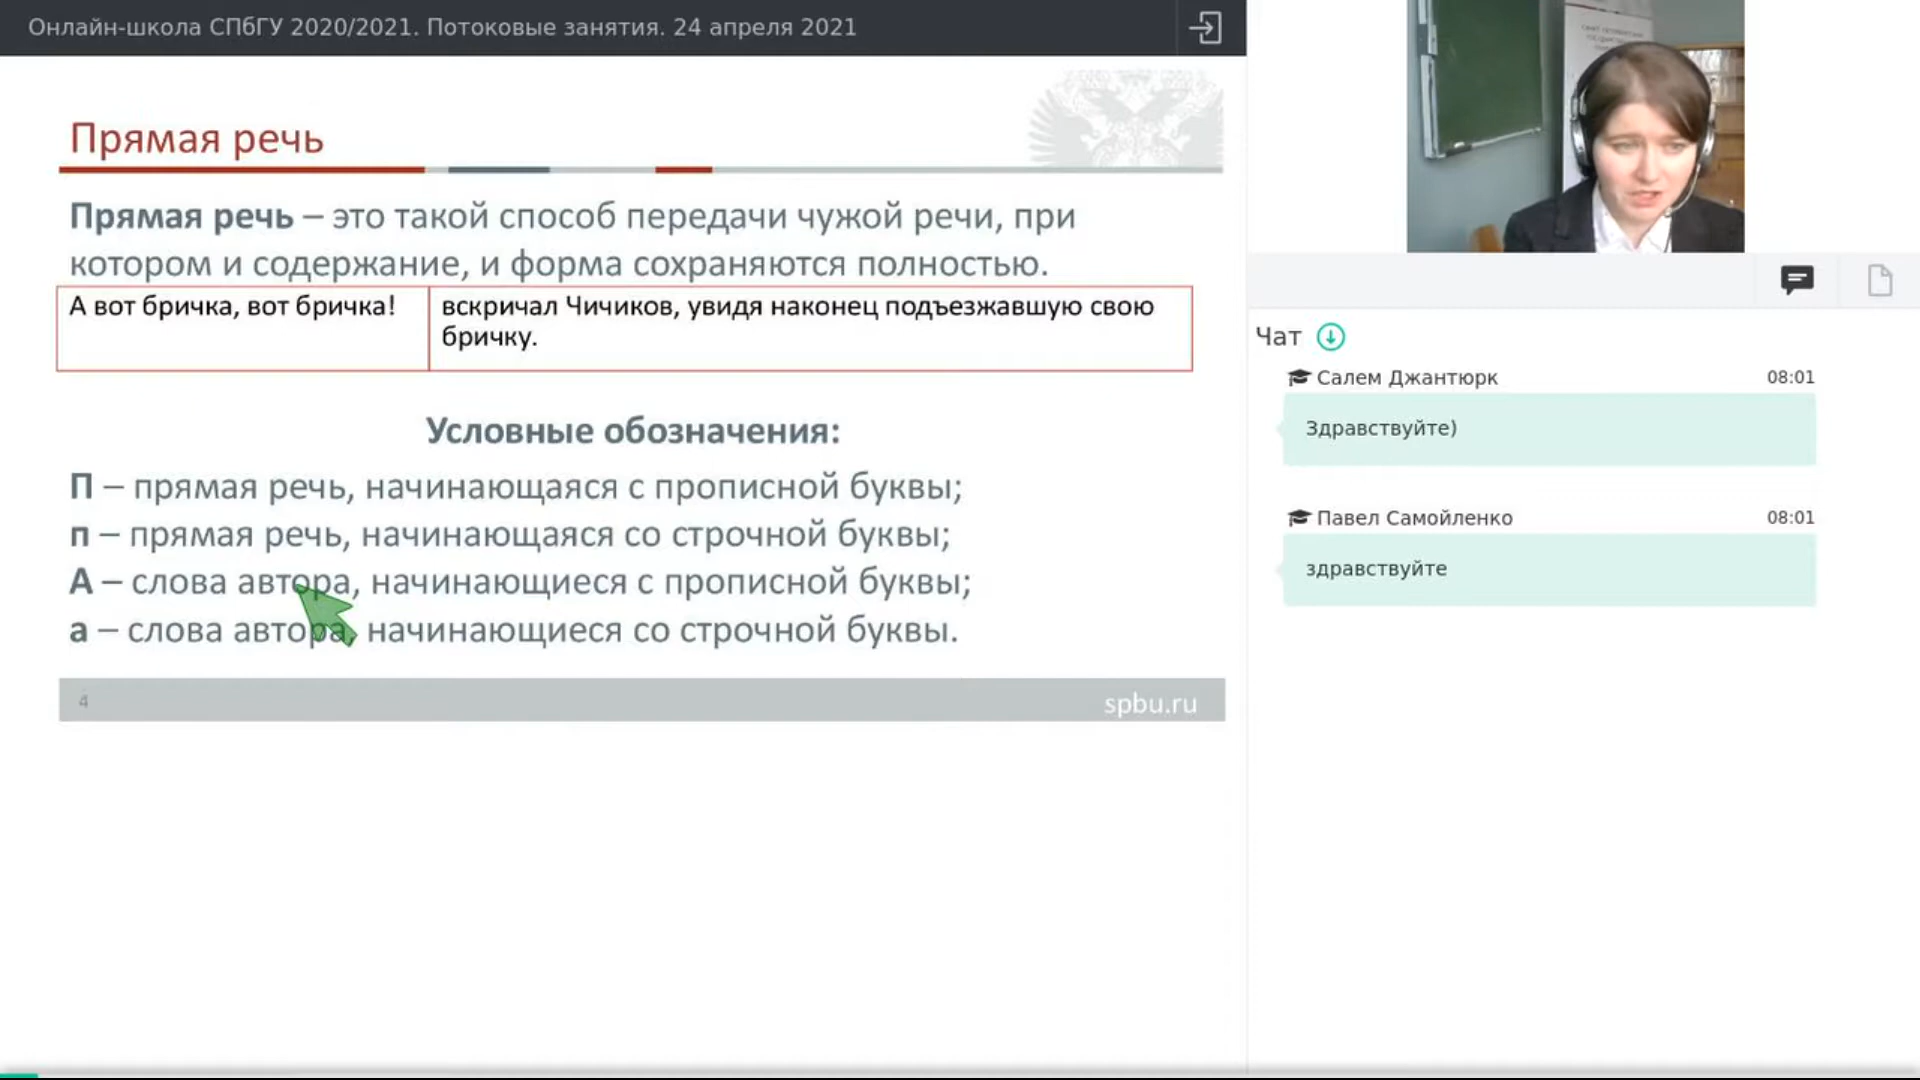 Онлайн-школа СПбГУ 2020/2021. Потоковые занятия. 24 апреля 2021
Прямая речь
Прямая речь – это такой способ передачи чужой речи, при
котором и содержание, и форма сохраняются полностью.
А вот бричка, вот бричка!
вскричал Чичиков, увидя наконец подъезжавшую свою
бричку.
Условные обозначения:
П – прямая речь, начинающаяся с прописной буквы;
п – прямая речь, начинающаяся со строчной буквы;
А – слова автора, начинающиеся с прописной буквы;
а – слова автора, начинающиеся со строчной буквы.
4
spbu.ru
Чат
Салем Джантюрк 08:01
Здравствуйте)
Павел Самойленко 08:01
здравствуйте